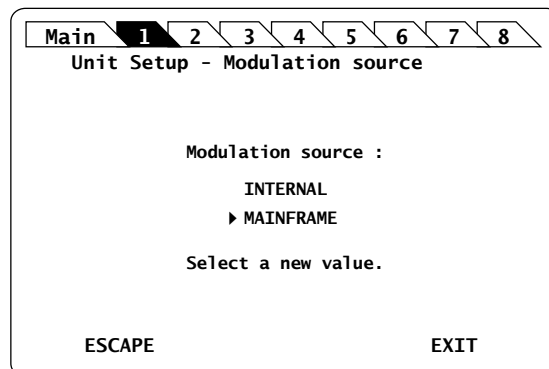 Main 1 2 3 4 5 6 7 8
Unit Setup - Modulation source
Modulation source :
INTERNAL
MAINFRAME
Select a new value.
ESCAPE EXIT